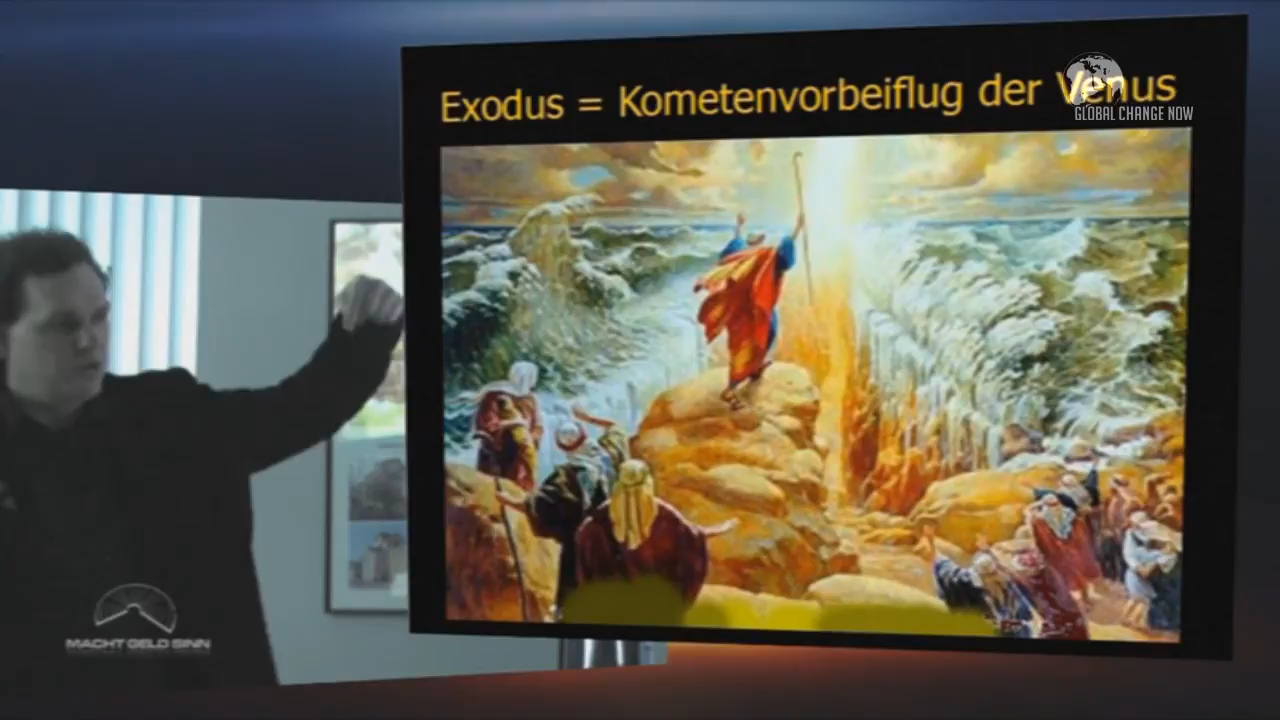 Exodus = Kometenvorbeiflug der Venus
GLOBAL CHANGE NOW
MACHT GELD SINN